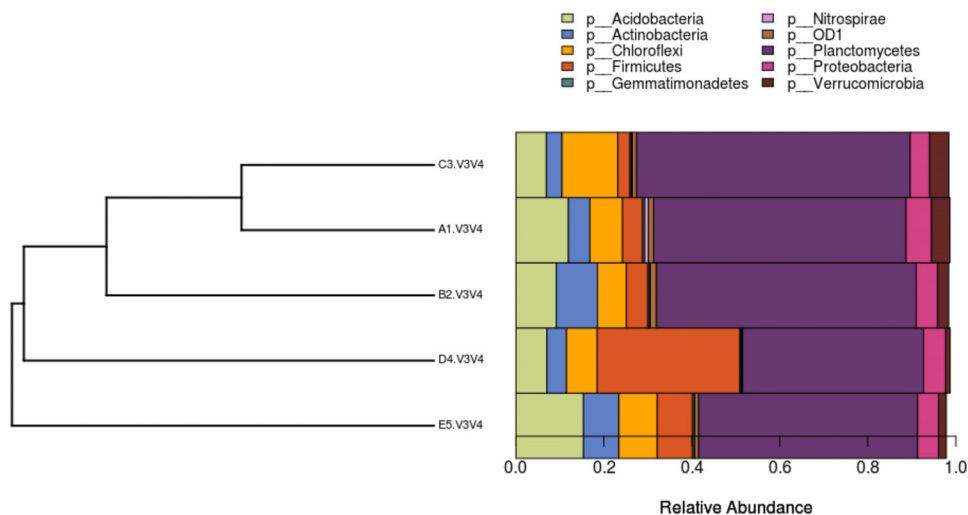 p__Acidobacteria
p__Actinobacteria
p__Chloroflexi
p__Firmicutes
p__Gemmatimonadetes
p__Nitrospirae
p__OD1
p__Planctomycetes
p__Proteobacteria
p__Verrucomicrobia
C3.V3V4
A1.V3V4
B2.V3V4
D4.V3V4
E5.V3V4
0.0 0.2 0.4 0.6 0.8 1.0
Relative Abundance